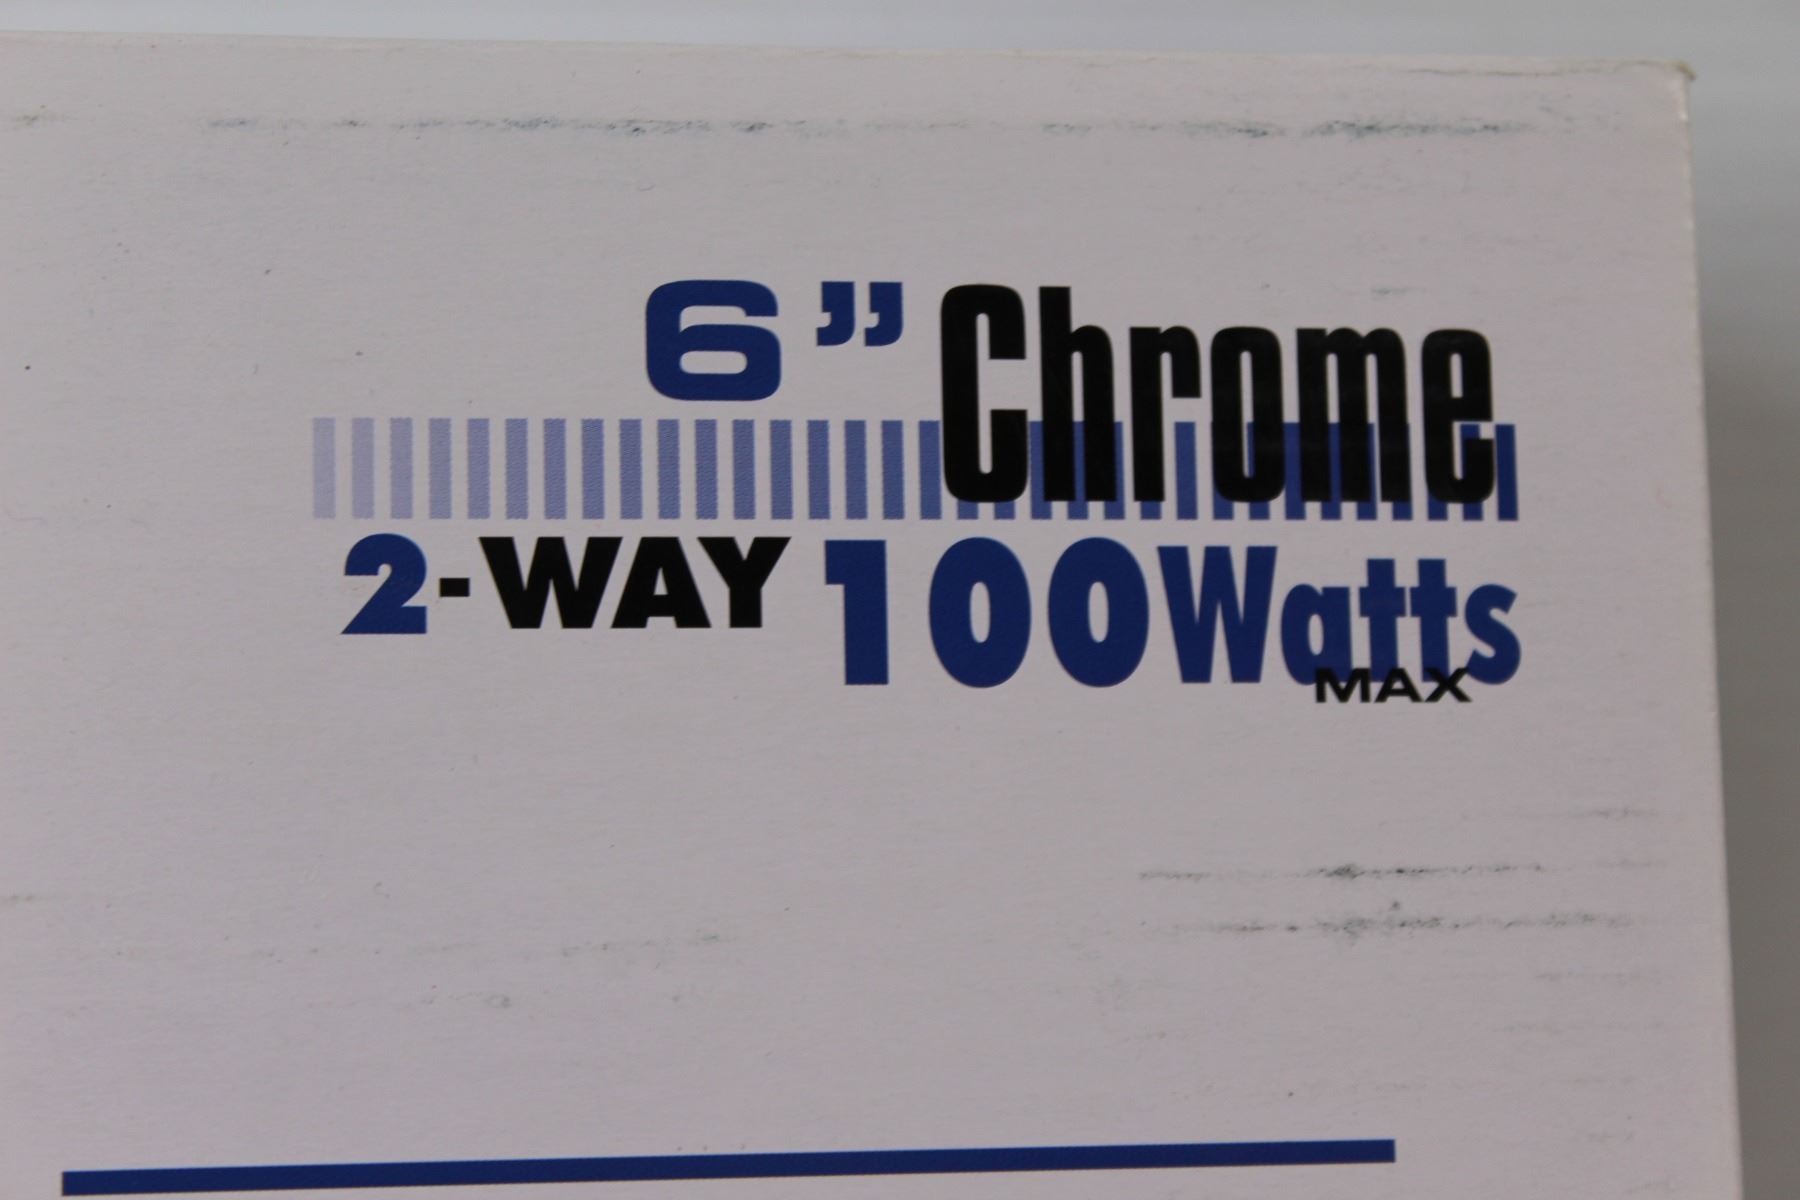 6” Chrome
2-WAY 100Watts
MAX